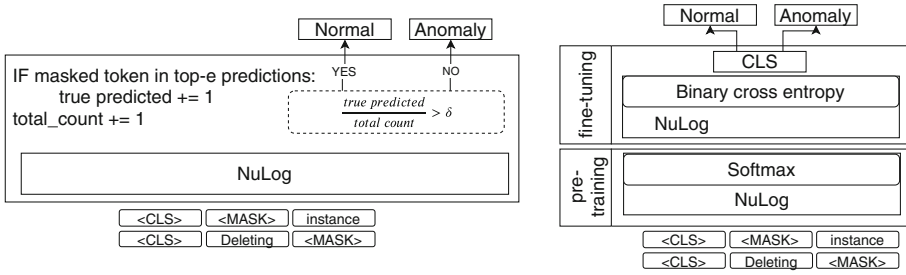 Normal Anomaly
IF masked token in top-e predictions:
true predicted += 1
total_count += 1
YES NO
true predicted
total count
> δ
NuLog
<CLS> <MASK> instance
<CLS> Deleting <MASK>
Normal Anomaly
fine-tuning
CLS
Binary cross entropy
NuLog
pre-
training
Softmax
NuLog
<CLS> <MASK> instance
<CLS> Deleting <MASK>